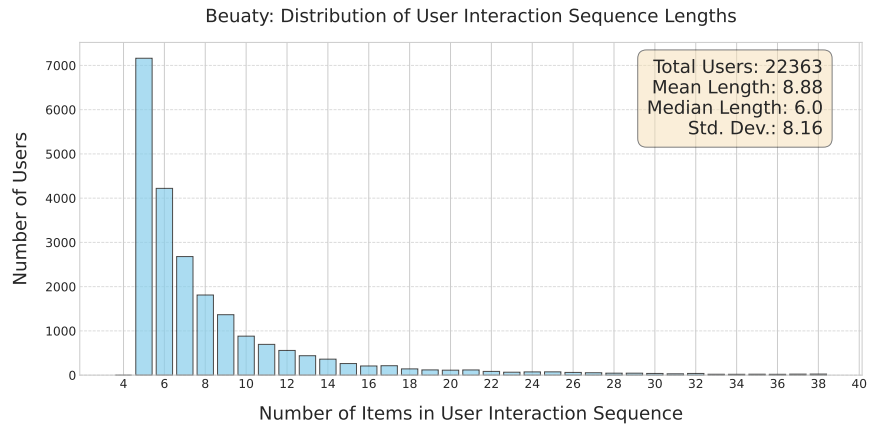 Beuaty: Distribution of User Interaction Sequence Lengths
Total Users: 22363
Mean Length: 8.88
Median Length: 6.0
Std. Dev.: 8.16
Number of Users
7000
6000
5000
4000
3000
2000
1000
0
4 6 8 10 12 14 16 18 20 22 24 26 28 30 32 34 36 38 40
Number of Items in User Interaction Sequence